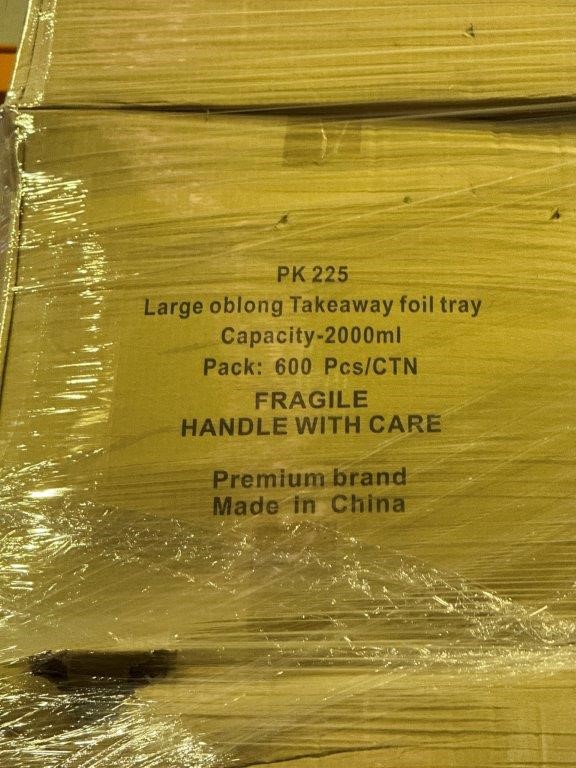 PK 225
Large oblong Takeaway foil tray
Capacity-2000ml
Pack: 600 Pcs/CTN
FRAGILE
HANDLE WITH CARE
Premium brand
Made in China